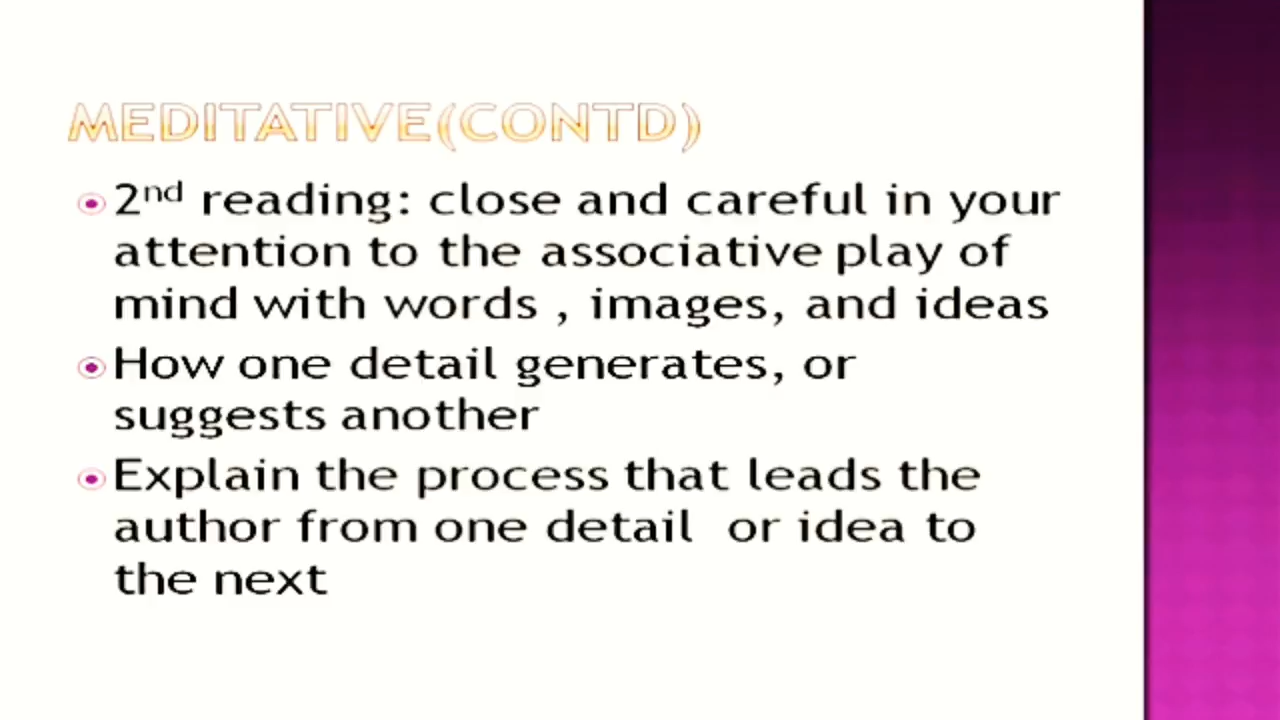 MEDITATIVE(CONTD)
2nd reading: close and careful in your
attention to the associative play of
mind with words , images, and ideas
How one detail generates, or
suggests another
Explain the process that leads the
author from one detail  or idea to
the next